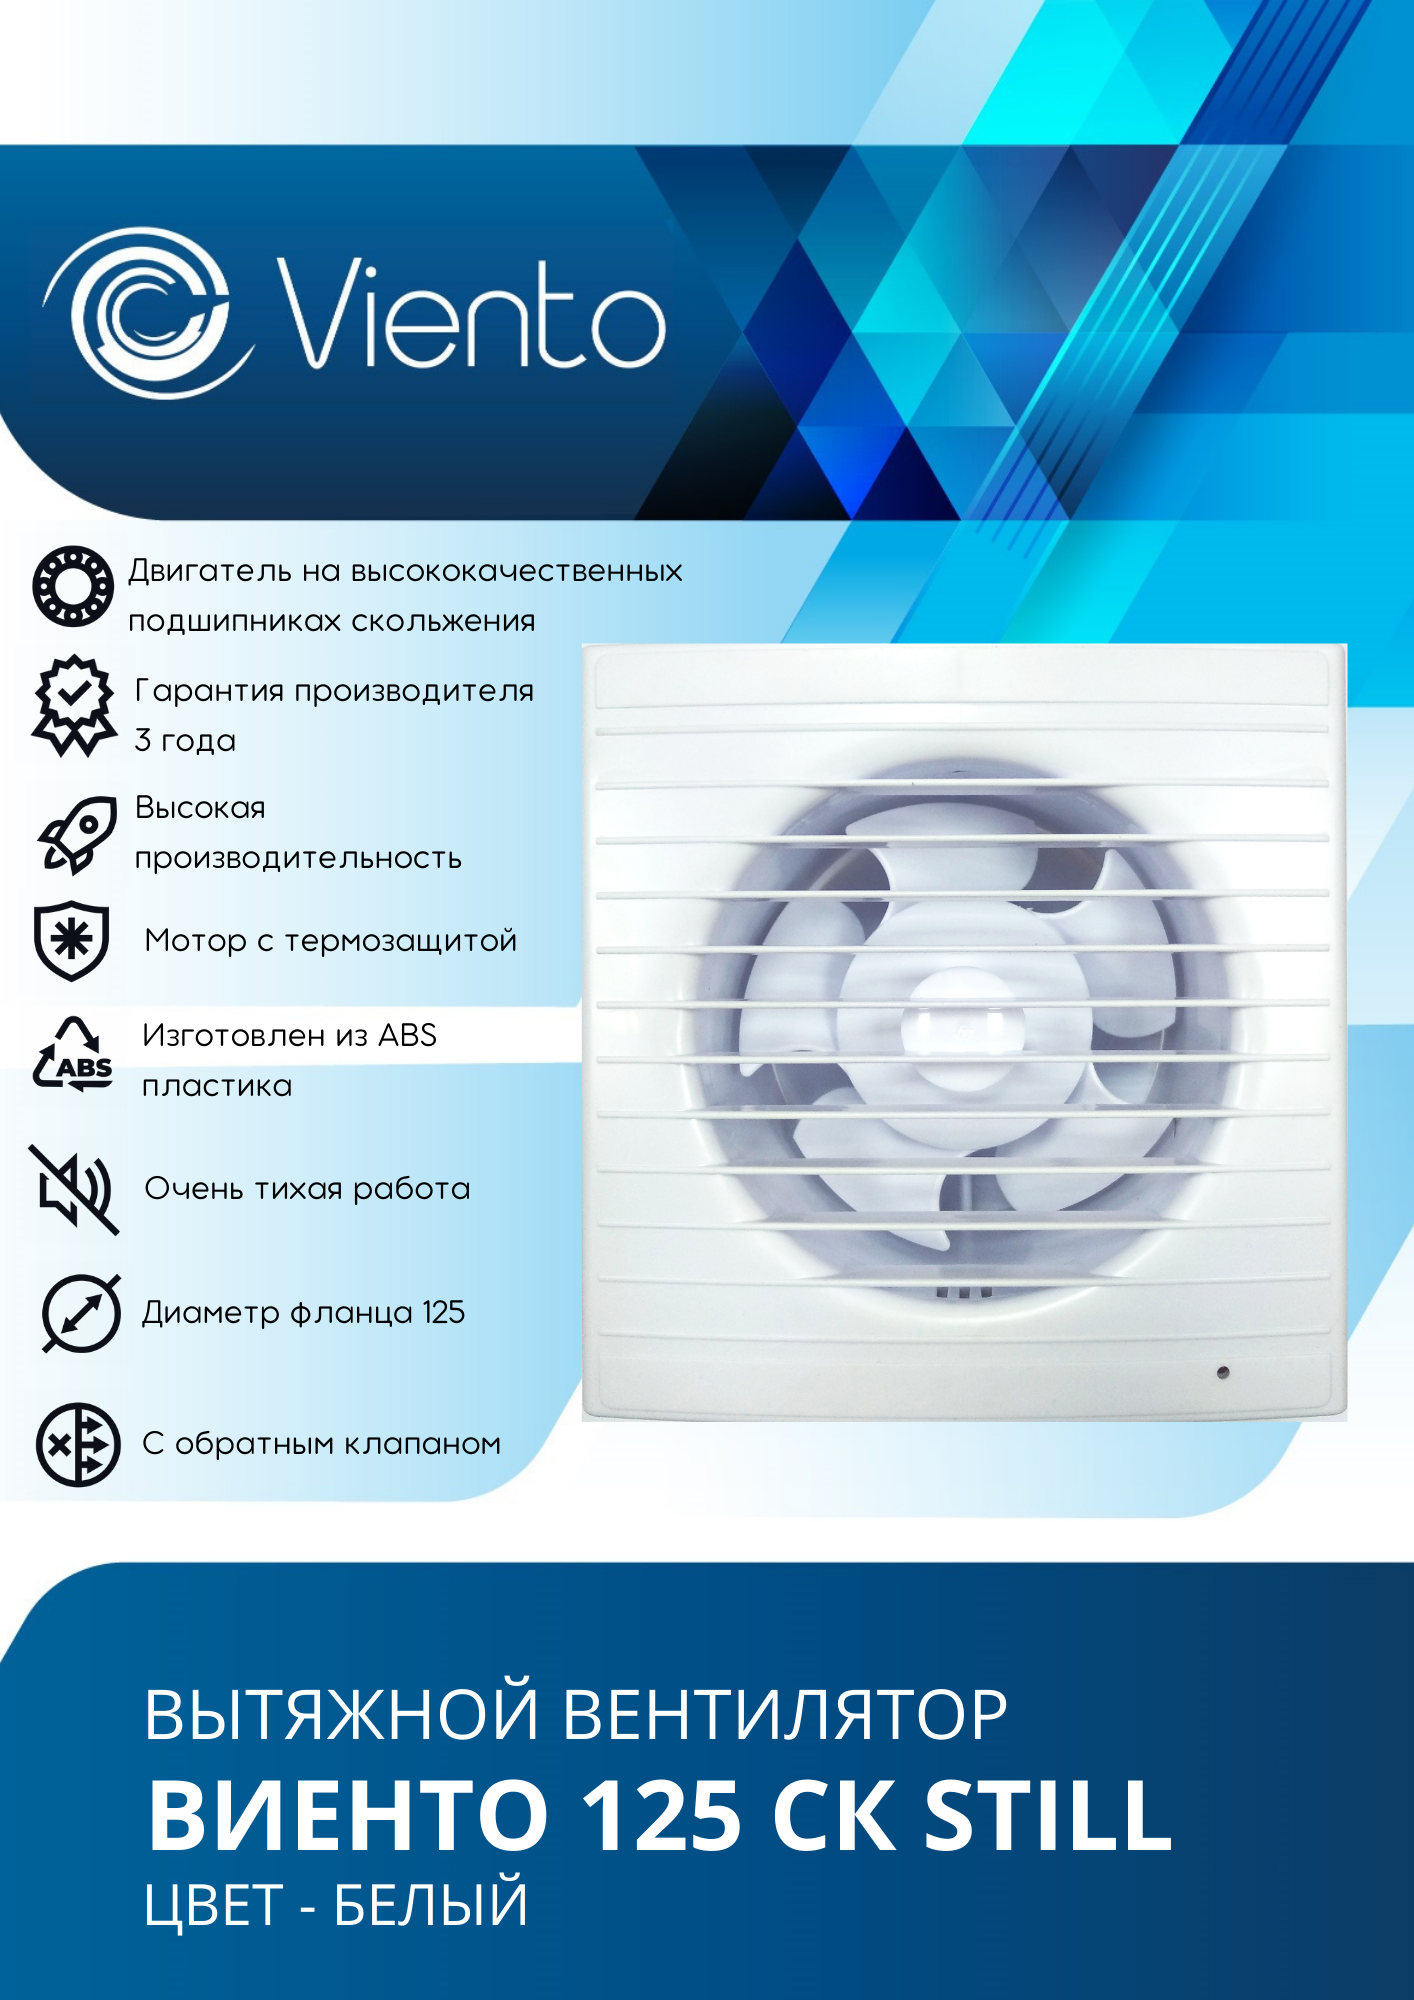 Viento
Двигатель на высококачественных
подшипниках скольжения
Гарантия производителя
3 года
Высокая
производительность
Мотор с термозащитой
ABS
Изготовлен из ABS
пластика
Очень тихая работа
Диаметр фланца 125
С обратным клапаном
ВЫТЯЖНОЙ ВЕНТИЛЯТОР
ВИЕНТО 125 СК STILL
ЦВЕТ - БЕЛЫЙ